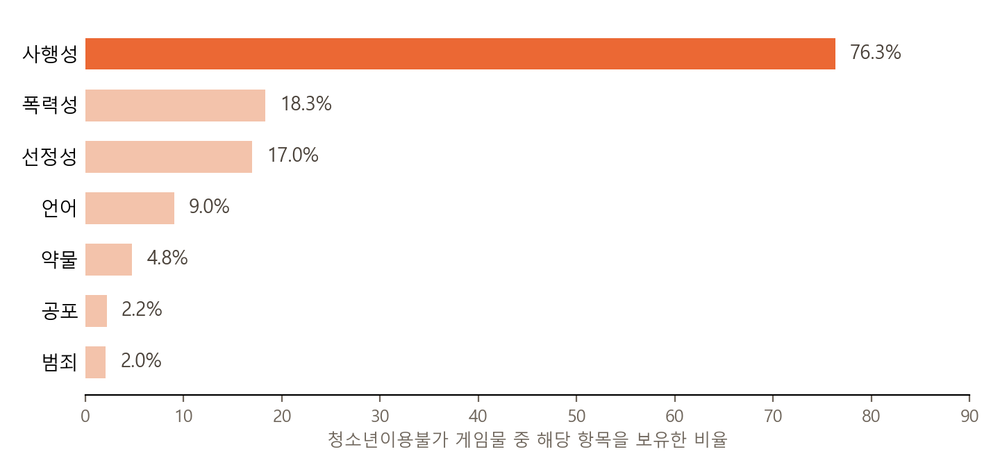 사행성 76.3%
폭력성 18.3%
선정성 17.0%
언어 9.0%
약물 4.8%
공포 2.2%
범죄 2.0%
0 10 20 30 40 50 60 70 80 90
청소년이용불가 게임물 중 해당 항목을 보유한 비율